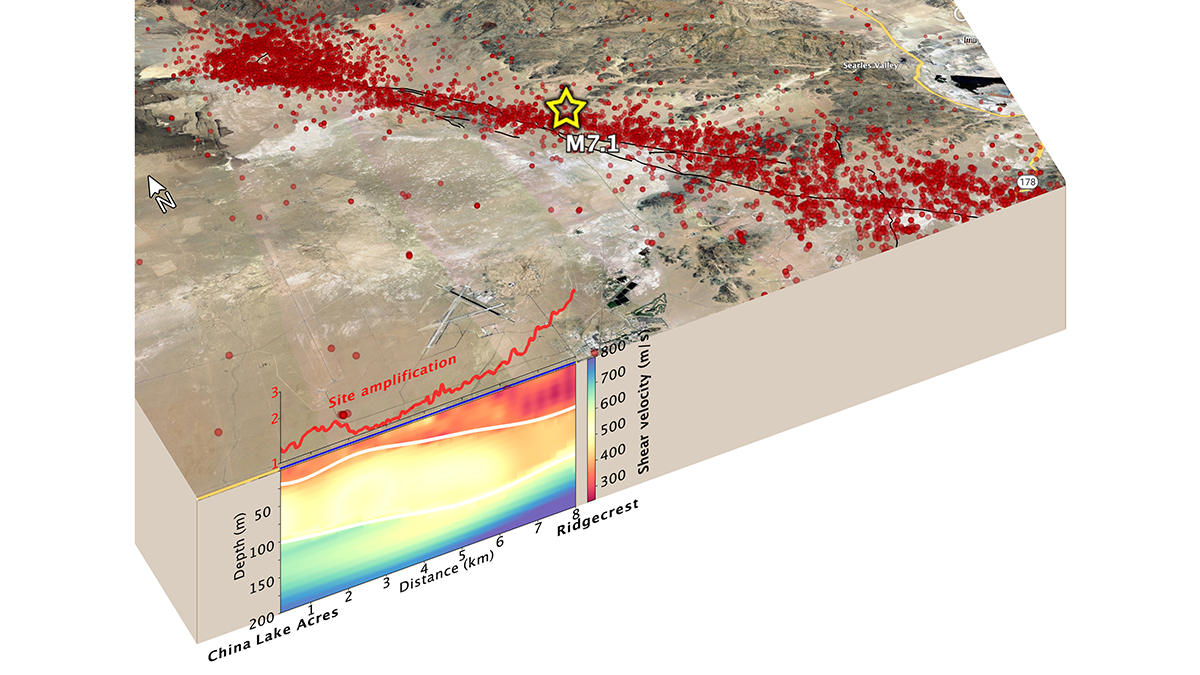 Searles Valley
M7.1
N
178
Site amplification
3
2
1
800
700
600
500
400
300
Shear velocity (m|s)
50
100
150
200
Depth (m)
1
2
3
4
5
6
7
8
Distance (km)
China Lake Acres
Ridgecrest